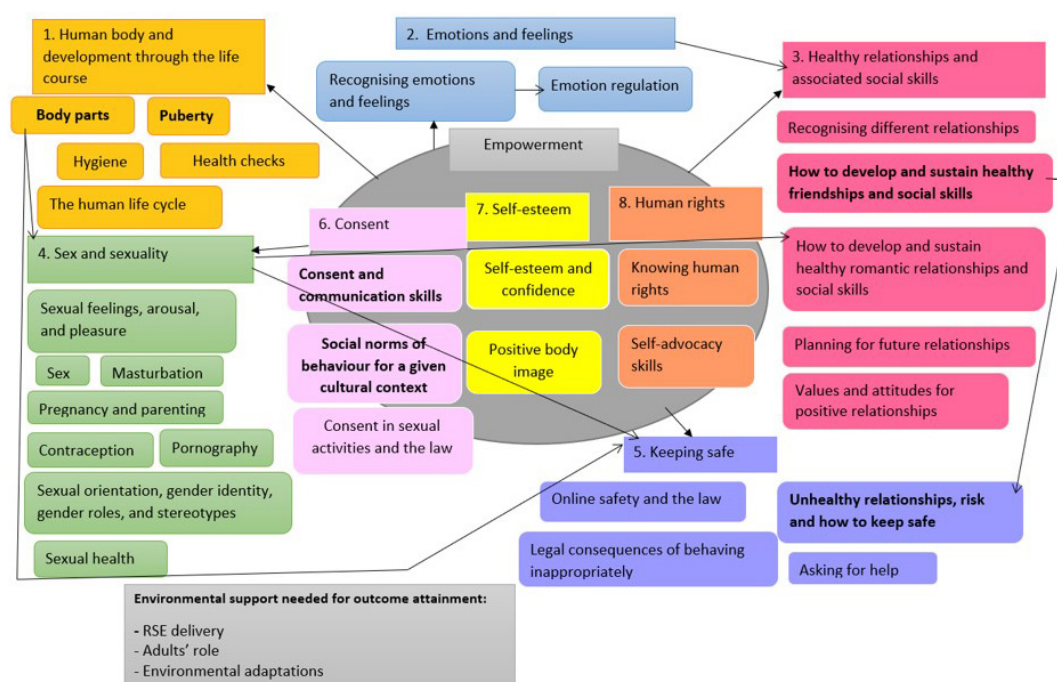 1. Human body and
development through the life
course
Body parts
Puberty
Hygiene
Health checks
The human life cycle
2. Emotions and feelings
Recognising emotions
and feelings
Emotion regulation
3. Healthy relationships and
associated social skills
Recognising different relationships
How to develop and sustain healthy
friendships and social skills
How to develop and sustain
healthy romantic relationships and
social skills
Planning for future relationships
Values and attitudes for
positive relationships
4. Sex and sexuality
Sexual feelings, arousal,
and pleasure
Sex
Masturbation
Pregnancy and parenting
Contraception
Pornography
Sexual orientation, gender identity,
gender roles, and stereotypes
Sexual health
Empowerment
6. Consent
Consent and
communication skills
Social norms of
behaviour for a given
cultural context
Consent in sexual
activities and the law
7. Self-esteem
Self-esteem and
confidence
Positive body
image
8. Human rights
Knowing human
rights
Self-advocacy
skills
5. Keeping safe
Online safety and the law
Unhealthy relationships, risk
and how to keep safe
Legal consequences of behaving
inappropriately
Asking for help
Environmental support needed for outcome attainment:
- RSE delivery
- Adults' role
- Environmental adaptations